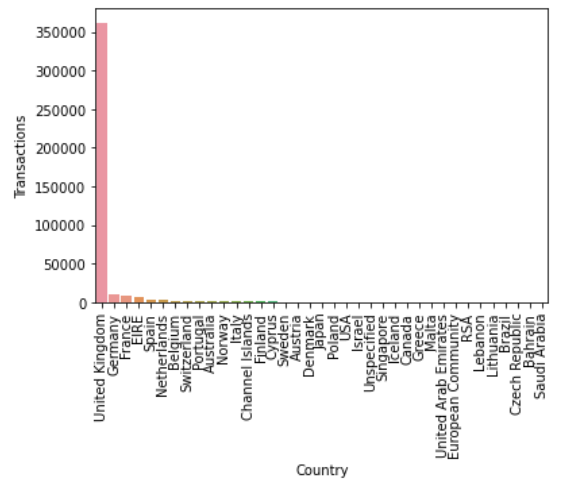 350000
300000
250000
200000
150000
100000
50000
0
Transactions
United Kingdom
Germany
France
EIRE
Spain
Netherlands
Belgium
Switzerland
Portugal
Australia
Norway
Italy
Channel Islands
Finland
Cyprus
Sweden
Austria
Denmark
Japan
Poland
USA
Israel
Unspecified
Singapore
Iceland
Canada
Greece
Malta
United Arab Emirates
European Community
RSA
Lebanon
Lithuania
Brazil
Czech Republic
Bahrain
Saudi Arabia
Country